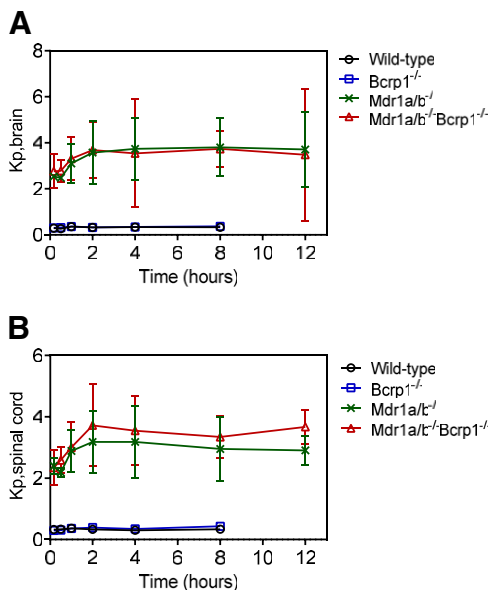 A
8
6
4
2
0
Kp,brain
0 2 4 6 8 10 12
Time (hours)
Wild-type
Bcrp1-/-
Mdr1a/b-/
Mdr1a/b-/-Bcrp1-/-
B
6
4
2
0
Kp,spinal cord
0 2 4 6 8 10 12
Time (hours)
Wild-type
Bcrp1-/-
Mdr1a/b-/
Mdr1a/b-/-Bcrp1-/-